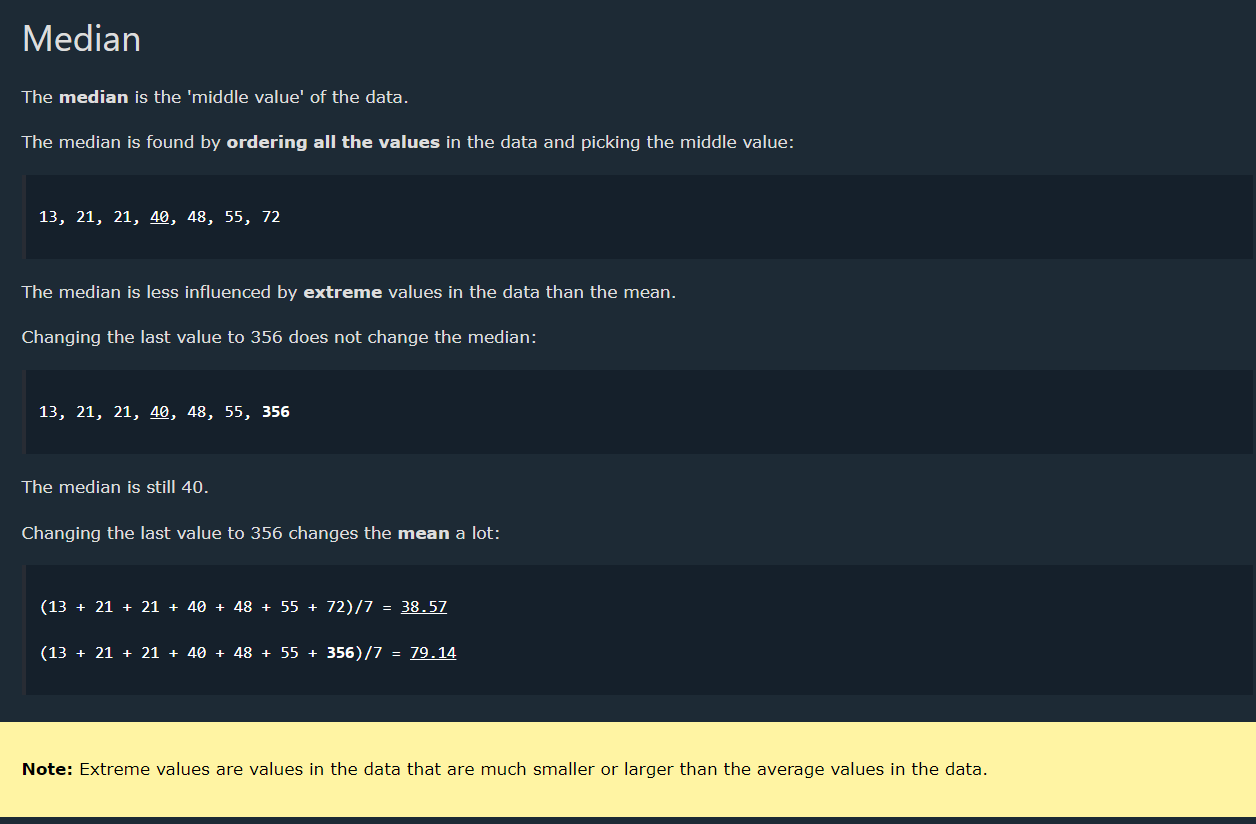 Median
The median is the 'middle value' of the data.
The median is found by ordering all the values in the data and picking the middle value:
13, 21, 21, 40, 48, 55, 72
The median is less influenced by extreme values in the data than the mean.
Changing the last value to 356 does not change the median:
13, 21, 21, 40, 48, 55, 356
The median is still 40.
Changing the last value to 356 changes the mean a lot:
(13 + 21 + 21 + 40 + 48 + 55 + 72)/7 = 38.57
(13 + 21 + 21 + 40 + 48 + 55 + 356)/7 = 79.14
Note: Extreme values are values in the data that are much smaller or larger than the average values in the data.